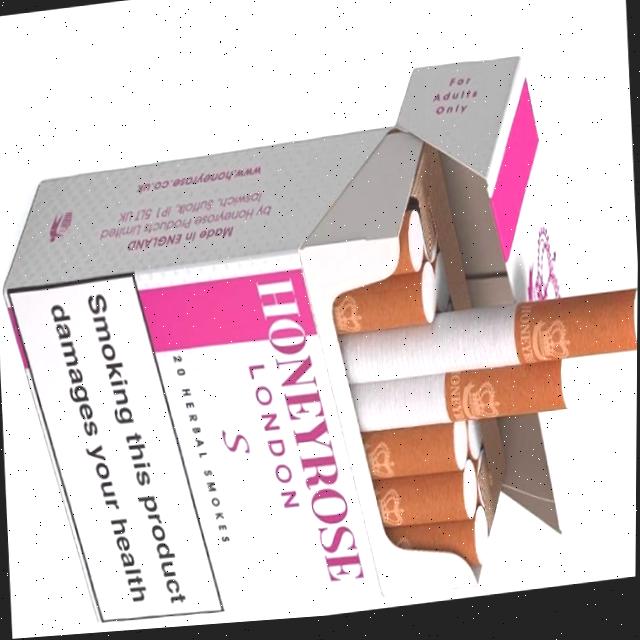 For
Adults
Only
HONEYROSE
LONDON
S
20 HERBAL SMOKES
Smoking this product
damages your health
Made in ENGLAND
by Honeyrose Products Limited
Ipswich, Suffolk, IP1 5LT UK
www.honeyrose.co.uk